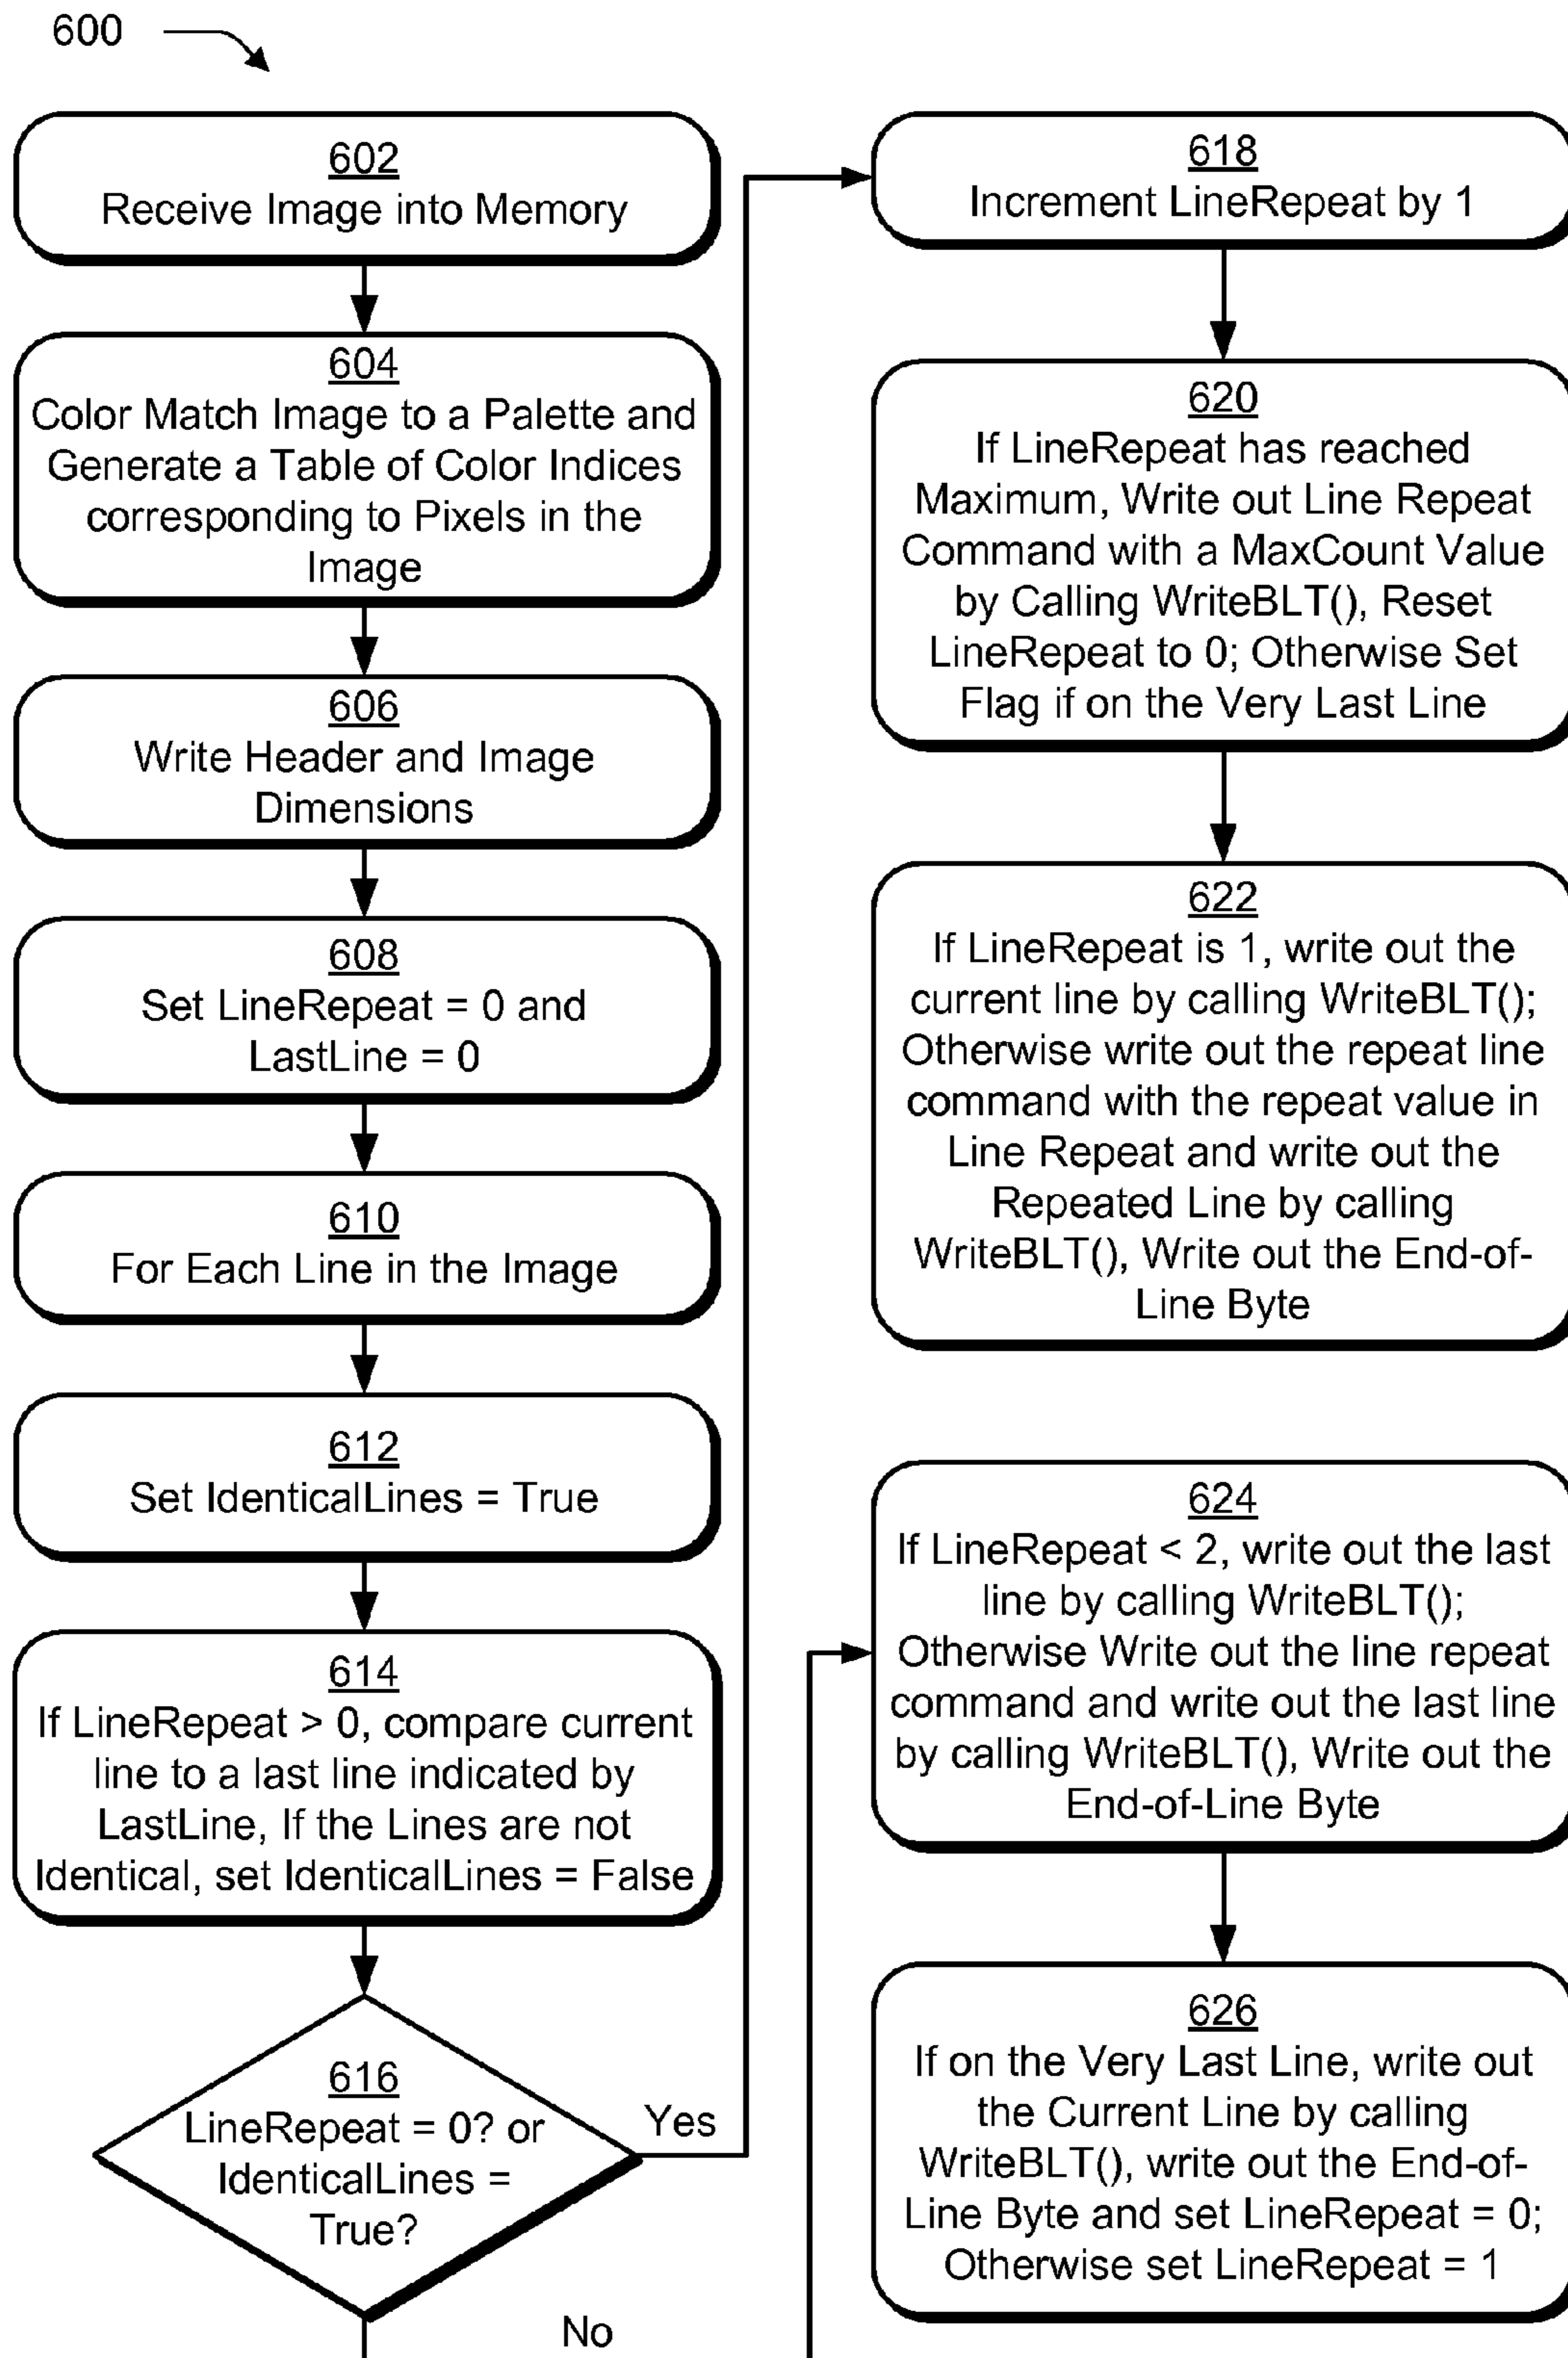 600
602
Receive Image into Memory
604
Color Match Image to a Palette and
Generate a Table of Color Indices
corresponding to Pixels in the
Image
606
Write Header and Image
Dimensions
608
Set LineRepeat = 0 and
LastLine = 0
610
For Each Line in the Image
612
Set IdenticalLines = True
614
If LineRepeat > 0, compare current
line to a last line indicated by
LastLine, If the Lines are not
Identical, set IdenticalLines = False
616
LineRepeat = 0? or
IdenticalLines =
True?
Yes
No
618
Increment LineRepeat by 1
620
If LineRepeat has reached
Maximum, Write out Line Repeat
Command with a MaxCount Value
by Calling WriteBLT(), Reset
LineRepeat to 0; Otherwise Set
Flag if on the Very Last Line
622
If LineRepeat is 1, write out the
current line by calling WriteBLT();
Otherwise write out the repeat line
command with the repeat value in
Line Repeat and write out the
Repeated Line by calling
WriteBLT(), Write out the End-of-
Line Byte
624
If LineRepeat < 2, write out the last
line by calling WriteBLT();
Otherwise Write out the line repeat
command and write out the last line
by calling WriteBLT(), Write out the
End-of-Line Byte
626
If on the Very Last Line, write out
the Current Line by calling
WriteBLT(), write out the End-of-
Line Byte and set LineRepeat = 0;
Otherwise set LineRepeat = 1